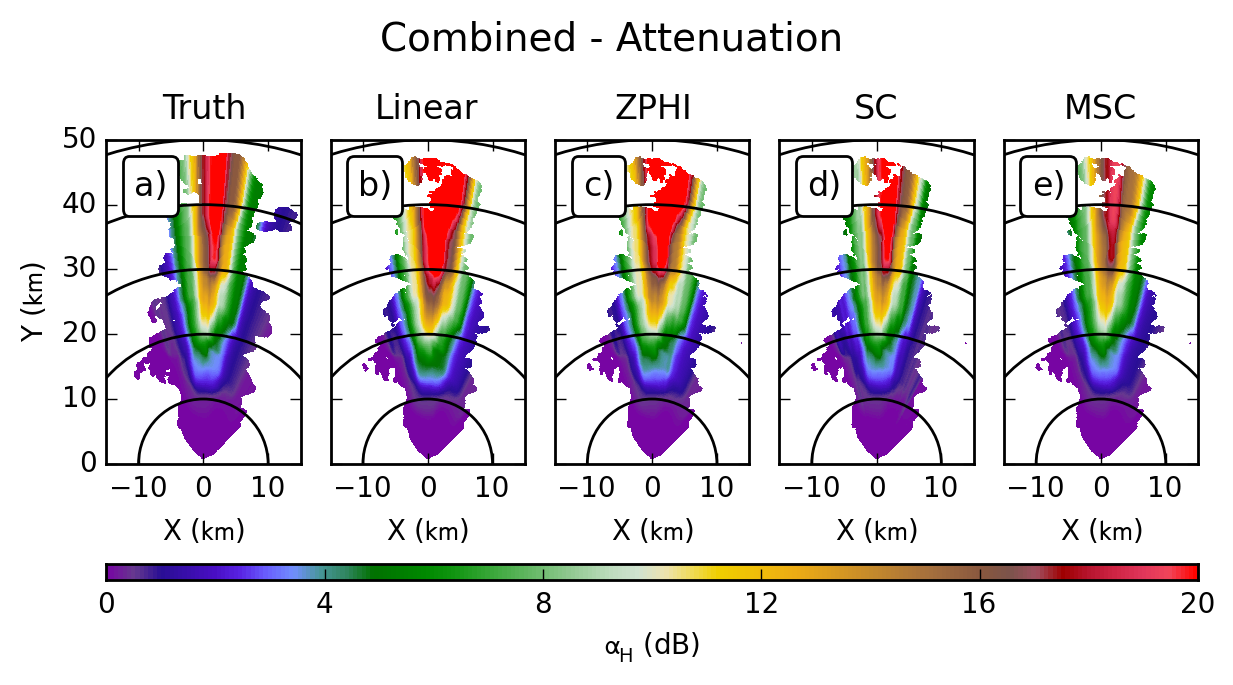 Combined - Attenuation
Truth Linear ZPHI SC MSC
a) b) c) d) e)
50
40
30
20
10
0
Y (km)
−10 0 10 −10 0 10 −10 0 10 −10 0 10 −10 0 10
X (km) X (km) X (km) X (km) X (km)
0 4 8 12 16 20
αH (dB)